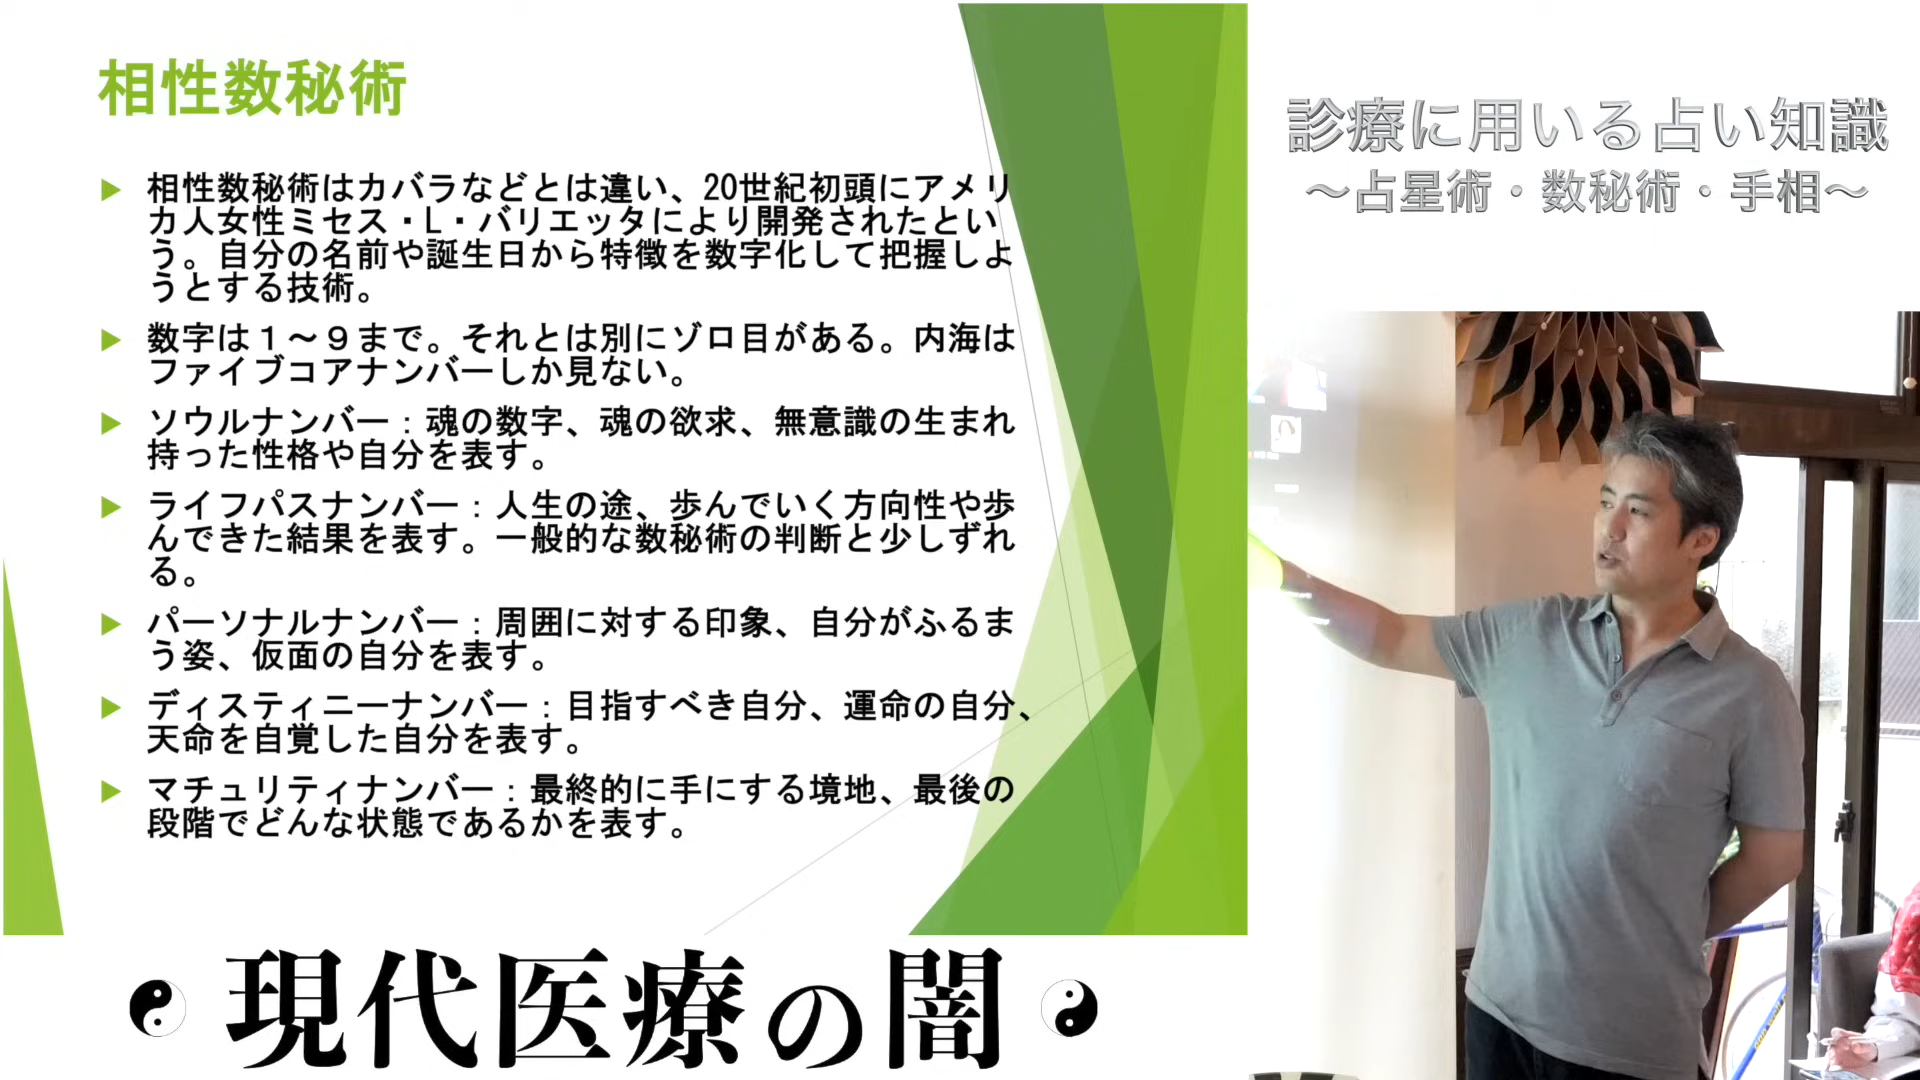 相性数秘術
相性数秘術はカバラなどとは違い、20世紀初頭にアメリ
カ人女性ミセス・L・バリエッタにより開発されたとい
う。自分の名前や誕生日から特徴を数字化して把握しよ
うとする技術。
数字は１～９まで。それとは別にゾロ目がある。内海は
ファイブコアナンバーしか見ない。
ソウルナンバー：魂の数字、魂の欲求、無意識の生まれ
持った性格や自分を表す。
ライフパスナンバー：人生の途、歩んでいく方向性や歩
んできた結果を表す。一般的な数秘術の判断と少しずれ
る。
パーソナルナンバー：周囲に対する印象、自分がふるま
う姿、仮面の自分を表す。
ディスティニーナンバー：目指すべき自分、運命の自分、
天命を自覚した自分を表す。
マチュリティナンバー：最終的に手にする境地、最後の
段階でどんな状態であるかを表す。
診療に用いる占い知識
～占星術・数秘術・手相～
現代医療の闇